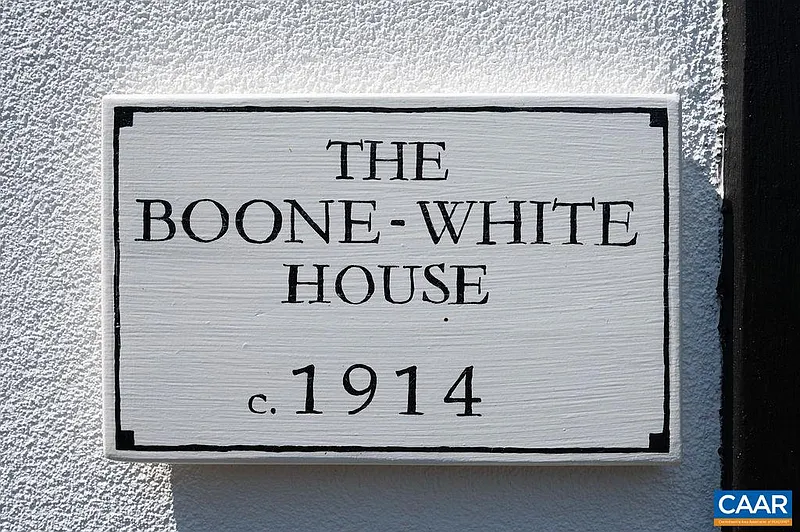 THE
BOONE-WHITE
HOUSE
c. 1914
CAAR